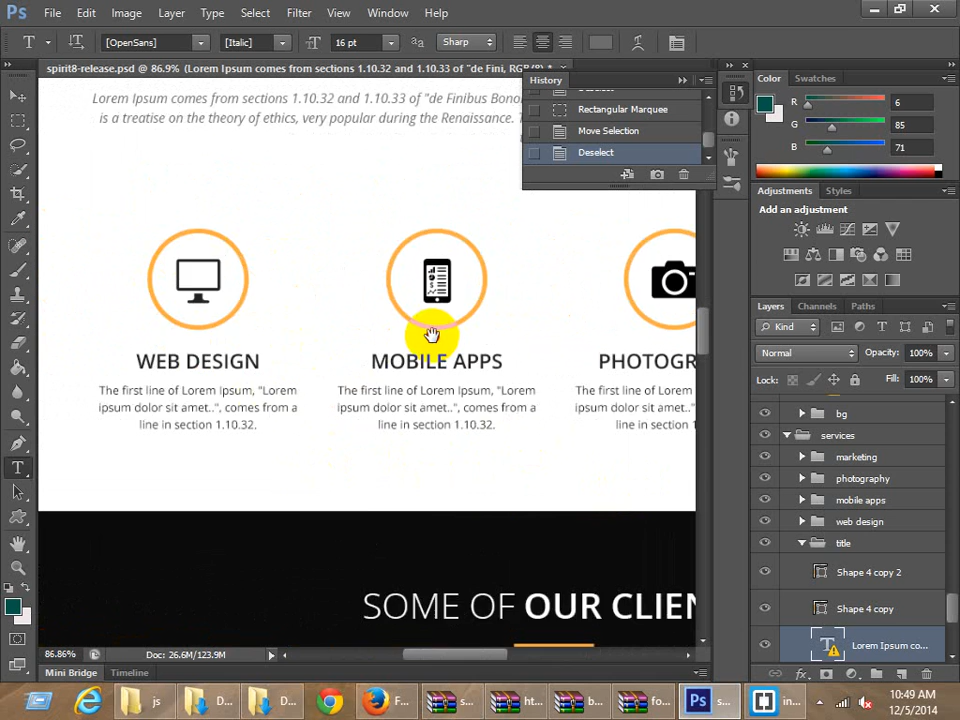 Ps File Edit Image Layer Type Select Filter View Window Help
T [OpenSans] [Italic] 16 pt aa Sharp
spirit8-release.psd @ 86.9% (Lorem Ipsum comes from sections 1.10.32 and 1.10.33 of "de Fini, RGB/8) *
History
Rectangular Marquee
Move Selection
Deselect
Color Swatches
R 6
G 85
B 71
Adjustments Styles
Add an adjustment
Layers Channels Paths
Kind
Normal Opacity: 100%
Lock: Fill: 100%
bg
services
marketing
photography
mobile apps
web design
title
Shape 4 copy 2
Shape 4 copy
T Lorem Ipsum co...
Lorem Ipsum comes from sections 1.10.32 and 1.10.33 of "de Finibus Bono
is a treatise on the theory of ethics, very popular during the Renaissance. T
WEB DESIGN
The first line of Lorem Ipsum, "Lorem
ipsum dolor sit amet..", comes from a
line in section 1.10.32.
MOBILE APPS
The first line of Lorem Ipsum, "Lorem
ipsum dolor sit amet..", comes from a
line in section 1.10.32.
PHOTOGR
The first line of Lore
ipsum dolor sit ame
line in section
SOME OF OUR CLIEN
86.86% Doc: 26.6M/123.9M
Mini Bridge Timeline
js D... D... F... s... ht... b... fo... Ps s... in...
10:49 AM
12/5/2014